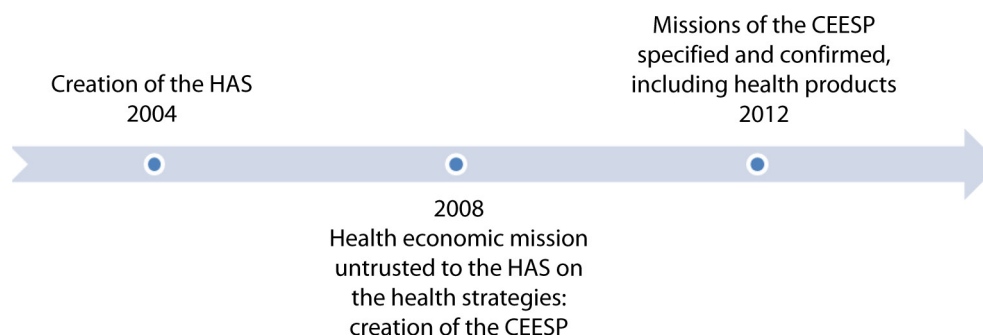 Creation of the HAS
2004
2008
Health economic mission
untrusted to the HAS on
the health strategies:
creation of the CEESP
Missions of the CEESP
specified and confirmed,
including health products
2012